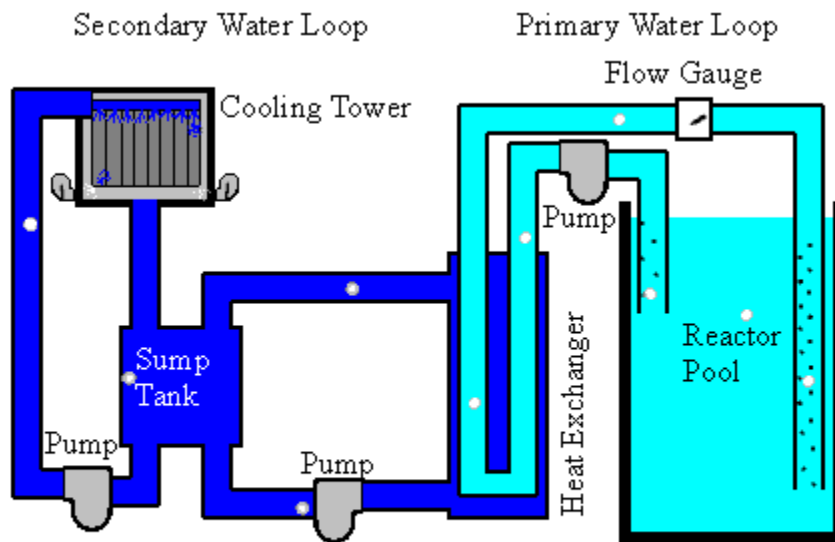 Secondary Water Loop
Primary Water Loop
Flow Gauge
Cooling Tower
Pump
Sump
Tank
Reactor
Pool
Heat Exchanger
Pump
Pump